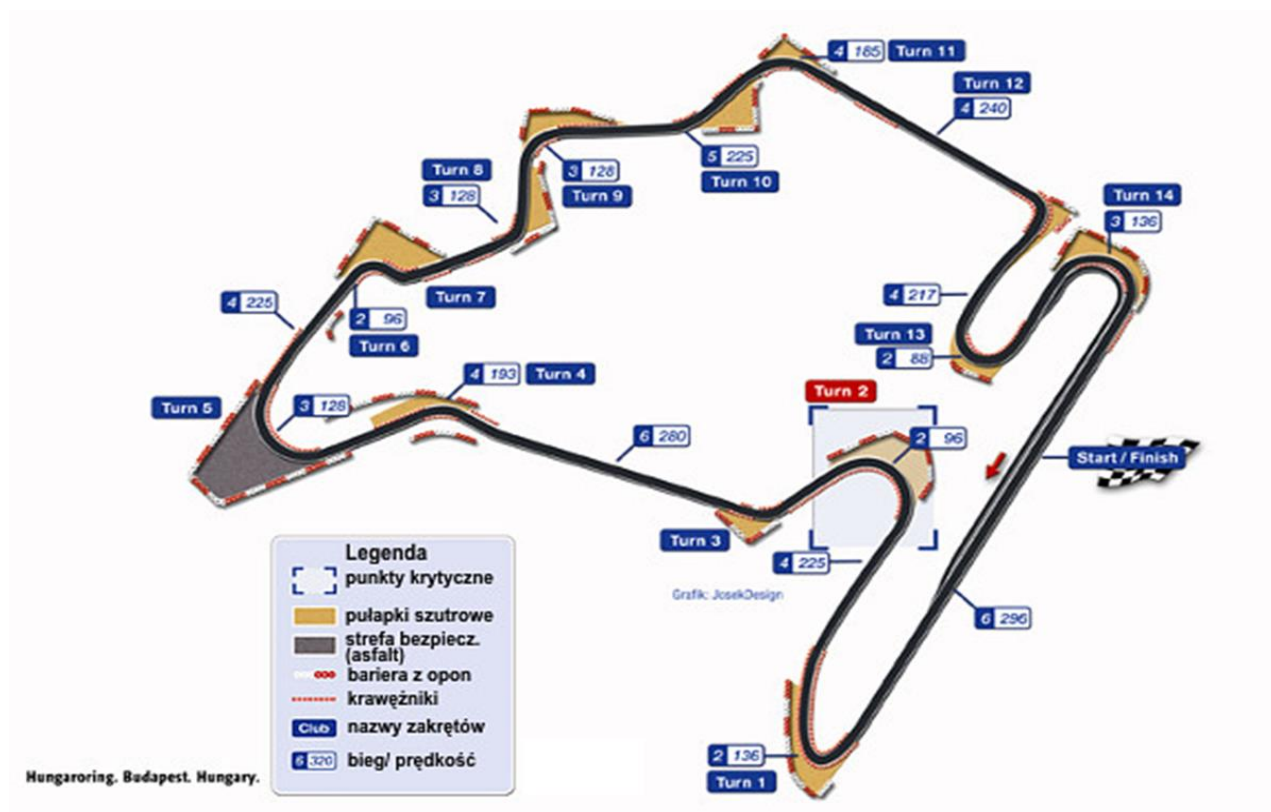 4 185 Turn 11
Turn 12
4 240
Turn 8
3 128
3 128
Turn 9
5 225
Turn 10
Turn 14
3 136
4 225
Turn 7
2 96
Turn 6
4 217
Turn 13
2 88
4 193 Turn 4
Turn 5
3 128
Turn 2
6 280
2 96
Start / Finish
Turn 3
4 225
Grafik: JosekDesign
6 296
Legenda
punkty krytyczne
pułapki szutrowe
strefa bezpiecz.
(asfalt)
bariera z opon
krawężniki
Club nazwy zakrętów
6 320 bieg/ prędkość
2 136
Turn 1
Hungaroring. Budapest. Hungary.